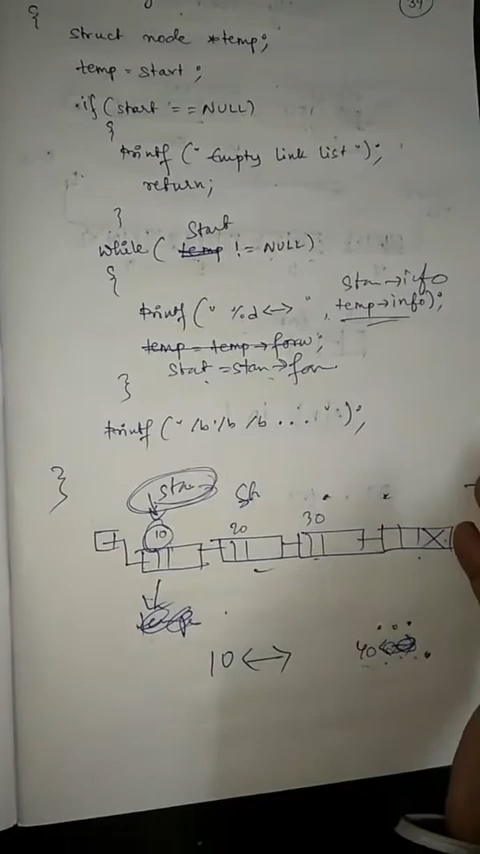 34
{
struct node *temp;
temp = start;
if (start == NULL)
{
printf (" Empty link list ");
return;
}
Start
while ( temp != NULL)
{
Start→info
printf (" %d<-> ", temp→info);
temp = temp→forw;
Start = start→forw
}
printf (" /b /b /b . . . ");
}
start
10
20
30
10 <->
40